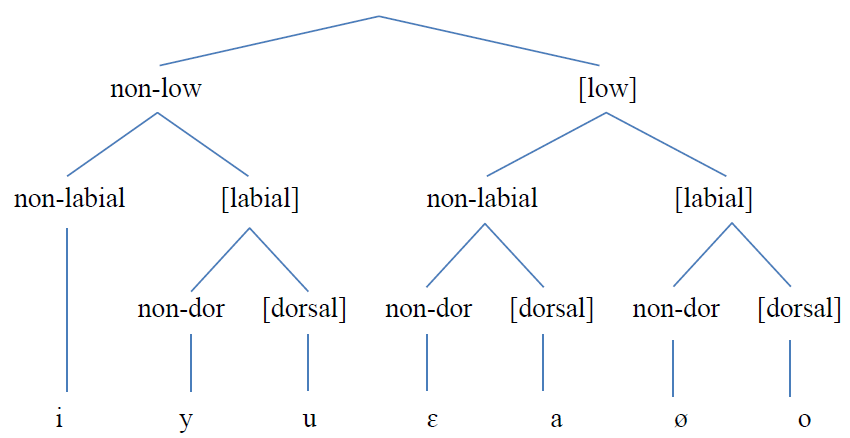 non-low [low]
non-labial [labial] non-labial [labial]
non-dor [dorsal] non-dor [dorsal] non-dor [dorsal]
i y u ɛ a ø o